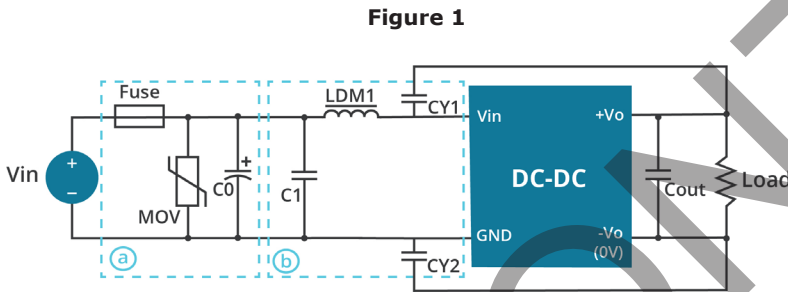 Figure 1
Fuse
LDM1
CY1
Vin
+Vo
Vin
+
−
MOV
+
C0
C1
DC-DC
Cout
Load
a
b
GND
-Vo
(0V)
CY2